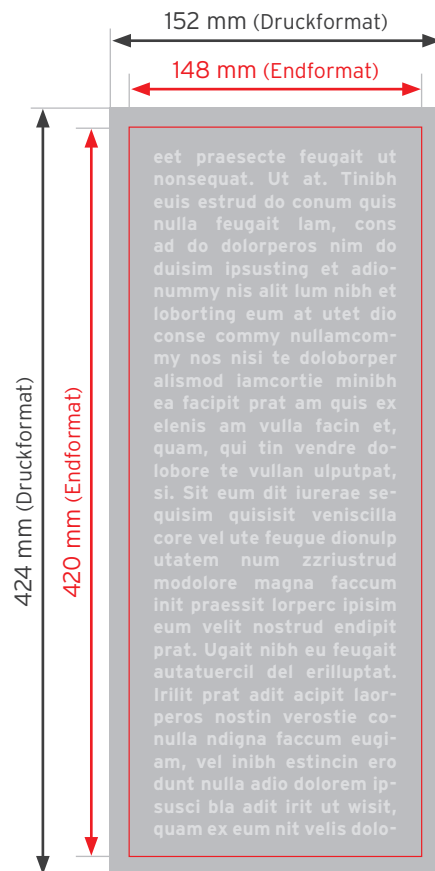 152 mm (Druckformat)
148 mm (Endformat)
424 mm (Druckformat)
420 mm (Endformat)
eet praesecte feugait ut
nonsequat. Ut at. Tinibh
euis estrud do conum quis
nulla feugait lam, cons
ad do dolorperos nim do
duisim ipsusting et adio-
nummy nis alit lum nibh et
loborting eum at utet dio
conse commy nullamcom-
my nos nisi te doloborper
alismod iamcortie minibh
ea facipit prat am quis ex
elenis am vulla facin et,
quam, qui tin vendre do-
lobore te vullan ulputpat,
si. Sit eum dit iurerae se-
quisim quisisit veniscilla
core vel ute feugue dionulp
utatem num zzriustrud
modolore magna faccum
init praessit lorperc ipisim
eum velit nostrud endipit
prat. Ugait nibh eu feugait
autatuercil del erilluptat.
Irilit prat adit acipit laor-
peros nostin verostie co-
nulla ndigna faccum eugi-
am, vel inibh estincin ero
dunt nulla adio dolorem ip-
susci bla adit irit ut wisit,
quam ex eum nit velis dolo-